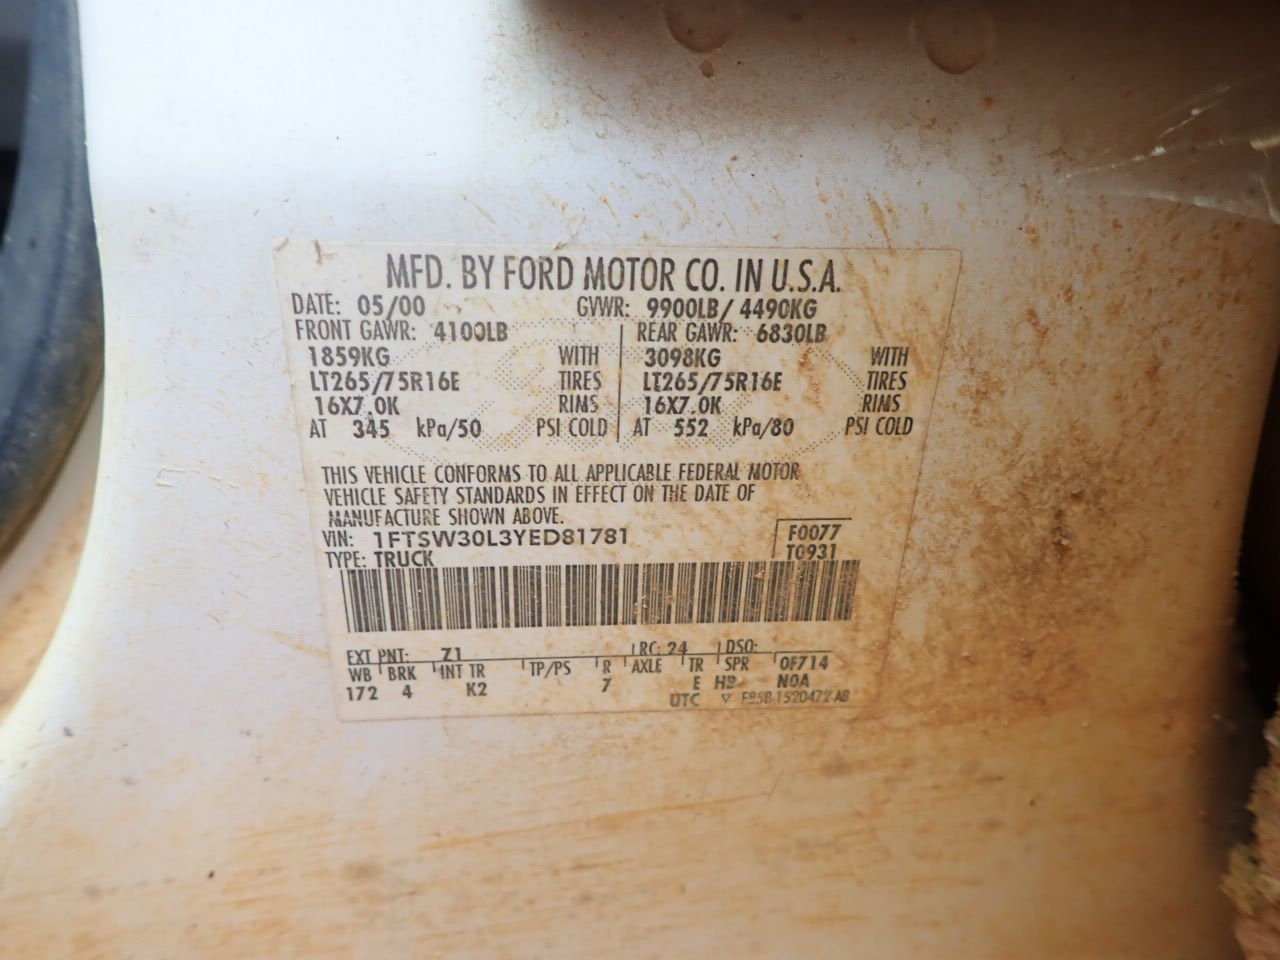 MFD. BY FORD MOTOR CO. IN U.S.A.
DATE: 05/00 GVWR: 9900LB/ 4490KG
FRONT GAWR: 4100LB REAR GAWR: 6830LB
1859KG WITH 3098KG WITH
LT265/75R16E TIRES LT265/75R16E TIRES
16X7.0K RIMS 16X7.0K RIMS
AT 345 kPa/50 PSI COLD AT 552 kPa/80 PSI COLD
THIS VEHICLE CONFORMS TO ALL APPLICABLE FEDERAL MOTOR
VEHICLE SAFETY STANDARDS IN EFFECT ON THE DATE OF
MANUFACTURE SHOWN ABOVE.
VIN: 1FTSW30L3YED81781 F0077
TYPE: TRUCK T0931
EXT PNT: Z1 RC: 24 DSO:
WB BRK INT TR TP/PS R AXLE TR SPR 0F714
172 4 K2 7 E N0A
UTC